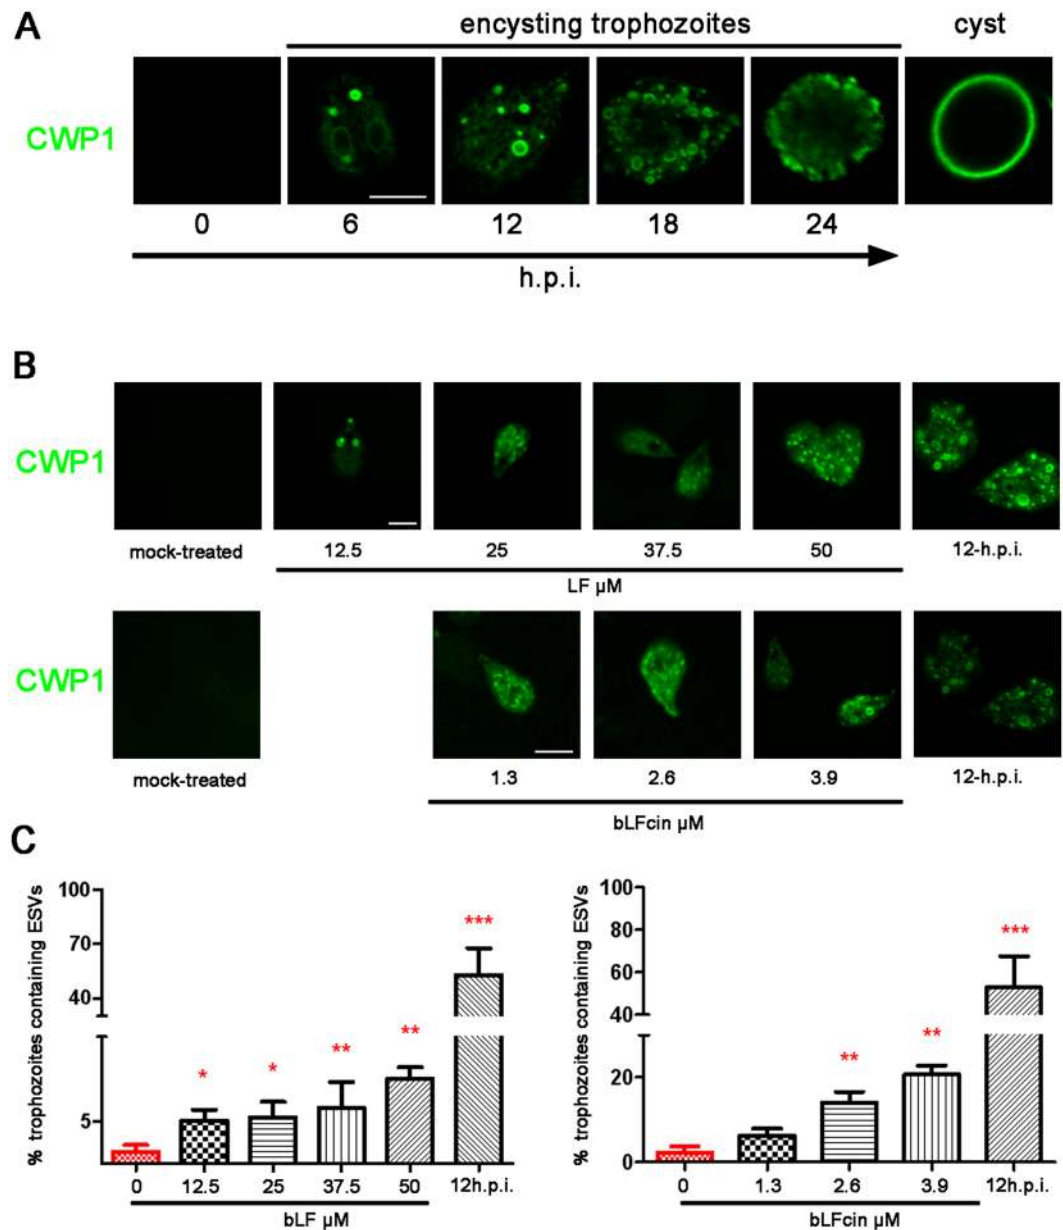 A
encysting trophozoites
cyst
CWP1
0 6 12 18 24
h.p.i.
B
CWP1
mock-treated 12.5 25 37.5 50 12-h.p.i.
LF µM
CWP1
mock-treated 1.3 2.6 3.9 12-h.p.i.
bLFcin µM
C
% trophozoites containing ESVs
100
70
40
5
* * ** ** ***
0 12.5 25 37.5 50 12h.p.i.
bLF µM
% trophozoites containing ESVs
100
80
60
40
20
0
** ** ***
0 1.3 2.6 3.9 12h.p.i.
bLFcin µM